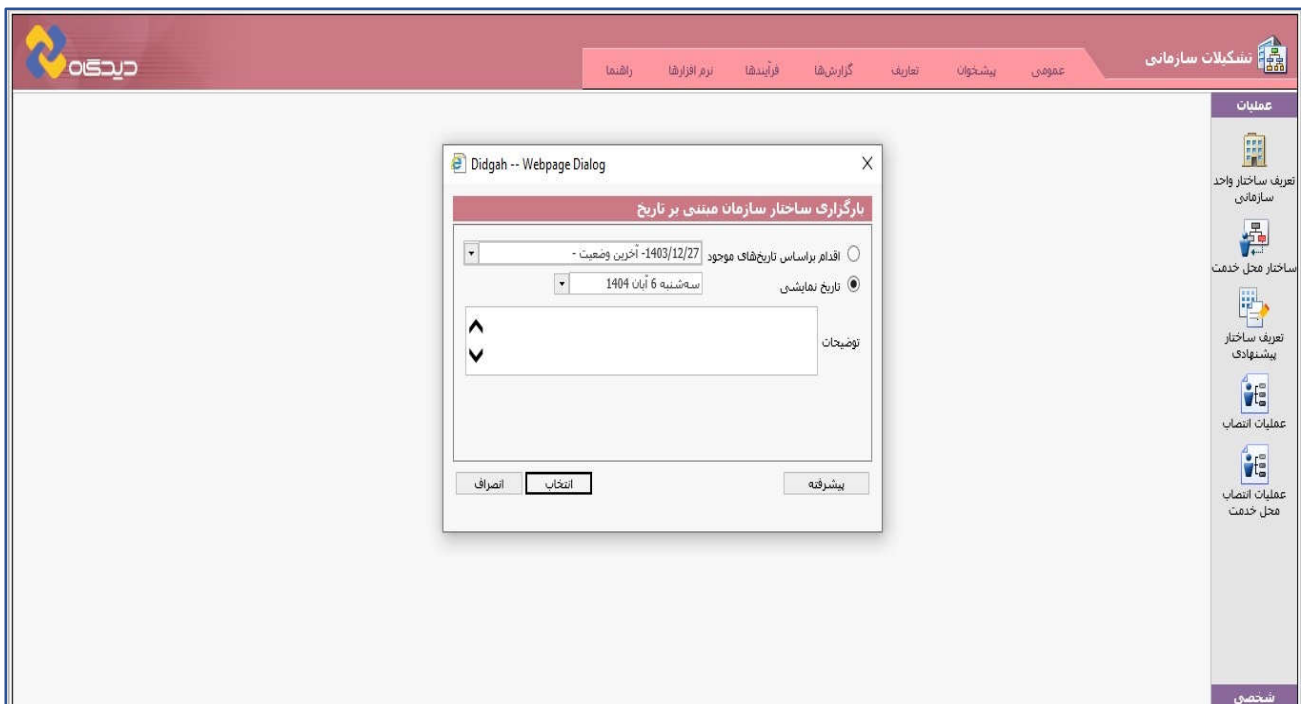 تشکیلات سازمانی
دیدگاه
عمومی
پیشخوان
تعاریف
گزارش‌ها
فرآیندها
نرم افزارها
راهنما
عملیات
تعریف ساختار واحد
سازمانی
ساختار محل خدمت
تعریف ساختار
پیشنهادی
عملیات انتصاب
عملیات انتصاب
محل خدمت
شخصی
Didgah -- Webpage Dialog
بارگزاری ساختار سازمان مبتنی بر تاریخ
اقدام براساس تاریخ‌های موجود
1403/12/27- آخرین وضعیت -
تاریخ نمایشی
سه‌شنبه 6 آبان 1404
توضیحات
پیشرفته
انتخاب
انصراف